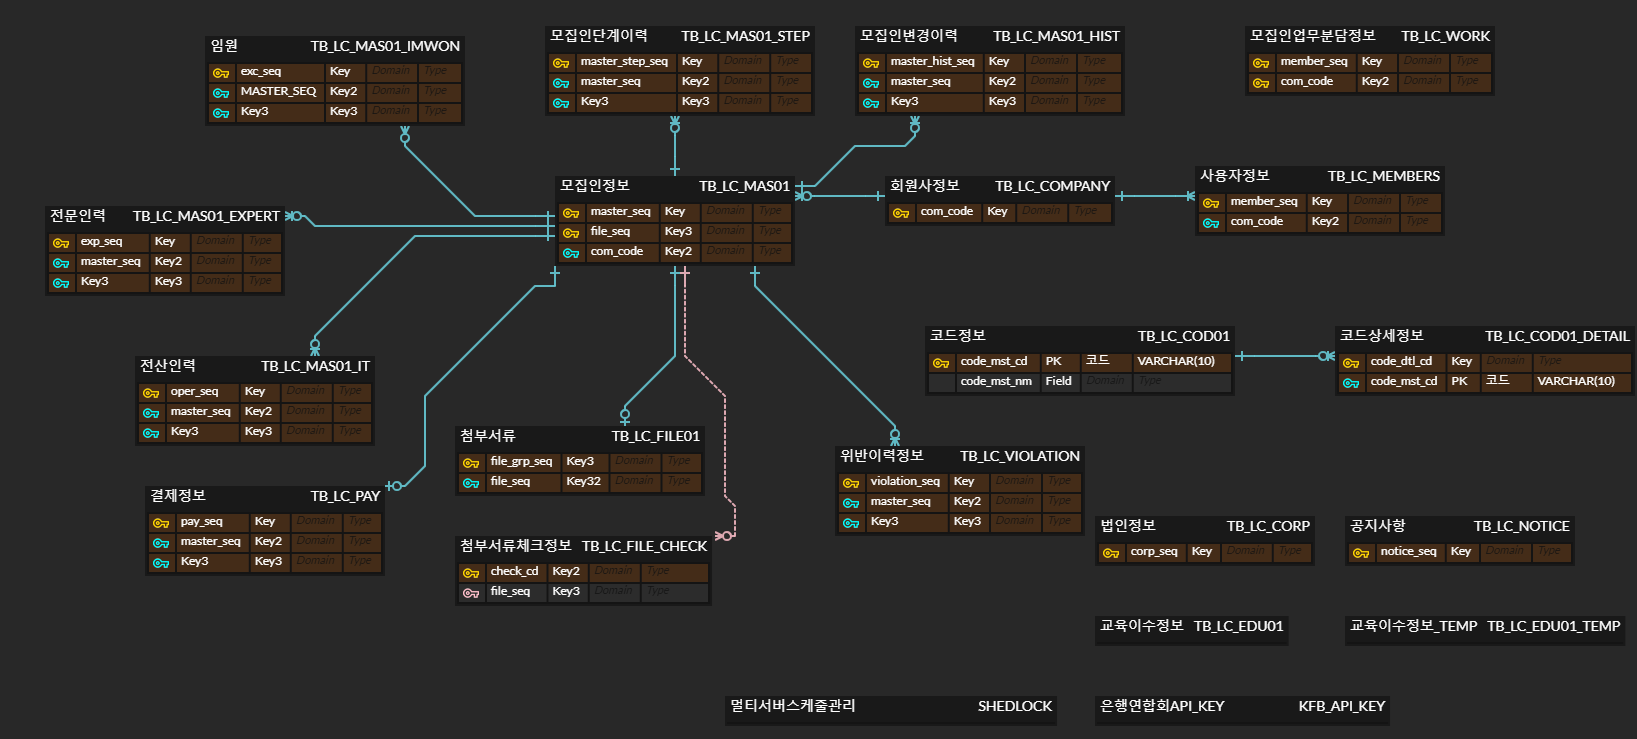 임원 TB_LC_MAS01_IMWON
exc_seq Key Domain Type
MASTER_SEQ Key2 Domain Type
Key3 Key3 Domain Type
모집인단계이력 TB_LC_MAS01_STEP
master_step_seq Key Domain Type
master_seq Key2 Domain Type
Key3 Key3 Domain Type
모집인변경이력 TB_LC_MAS01_HIST
master_hist_seq Key Domain Type
master_seq Key2 Domain Type
Key3 Key3 Domain Type
모집인업무분담정보 TB_LC_WORK
member_seq Key Domain Type
com_code Key2 Domain Type
모집인정보 TB_LC_MAS01
master_seq Key Domain Type
file_seq Key3 Domain Type
com_code Key2 Domain Type
회원사정보 TB_LC_COMPANY
com_code Key Domain Type
사용자정보 TB_LC_MEMBERS
member_seq Key Domain Type
com_code Key2 Domain Type
전문인력 TB_LC_MAS01_EXPERT
exp_seq Key Domain Type
master_seq Key2 Domain Type
Key3 Key3 Domain Type
전산인력 TB_LC_MAS01_IT
oper_seq Key Domain Type
master_seq Key2 Domain Type
Key3 Key3 Domain Type
코드정보 TB_LC_COD01
code_mst_cd PK 코드 VARCHAR(10)
code_mst_nm Field Domain Type
코드상세정보 TB_LC_COD01_DETAIL
code_dtl_cd Key Domain Type
code_mst_cd PK 코드 VARCHAR(10)
첨부서류 TB_LC_FILE01
file_grp_seq Key3 Domain Type
file_seq Key32 Domain Type
위반이력정보 TB_LC_VIOLATION
violation_seq Key Domain Type
master_seq Key2 Domain Type
Key3 Key3 Domain Type
결제정보 TB_LC_PAY
pay_seq Key Domain Type
master_seq Key2 Domain Type
Key3 Key3 Domain Type
첨부서류체크정보 TB_LC_FILE_CHECK
check_cd Key2 Domain Type
file_seq Key3 Domain Type
법인정보 TB_LC_CORP
corp_seq Key Domain Type
공지사항 TB_LC_NOTICE
notice_seq Key Domain Type
교육이수정보 TB_LC_EDU01
교육이수정보_TEMP TB_LC_EDU01_TEMP
멀티서버스케줄관리 SHEDLOCK
은행연합회API_KEY KFB_API_KEY